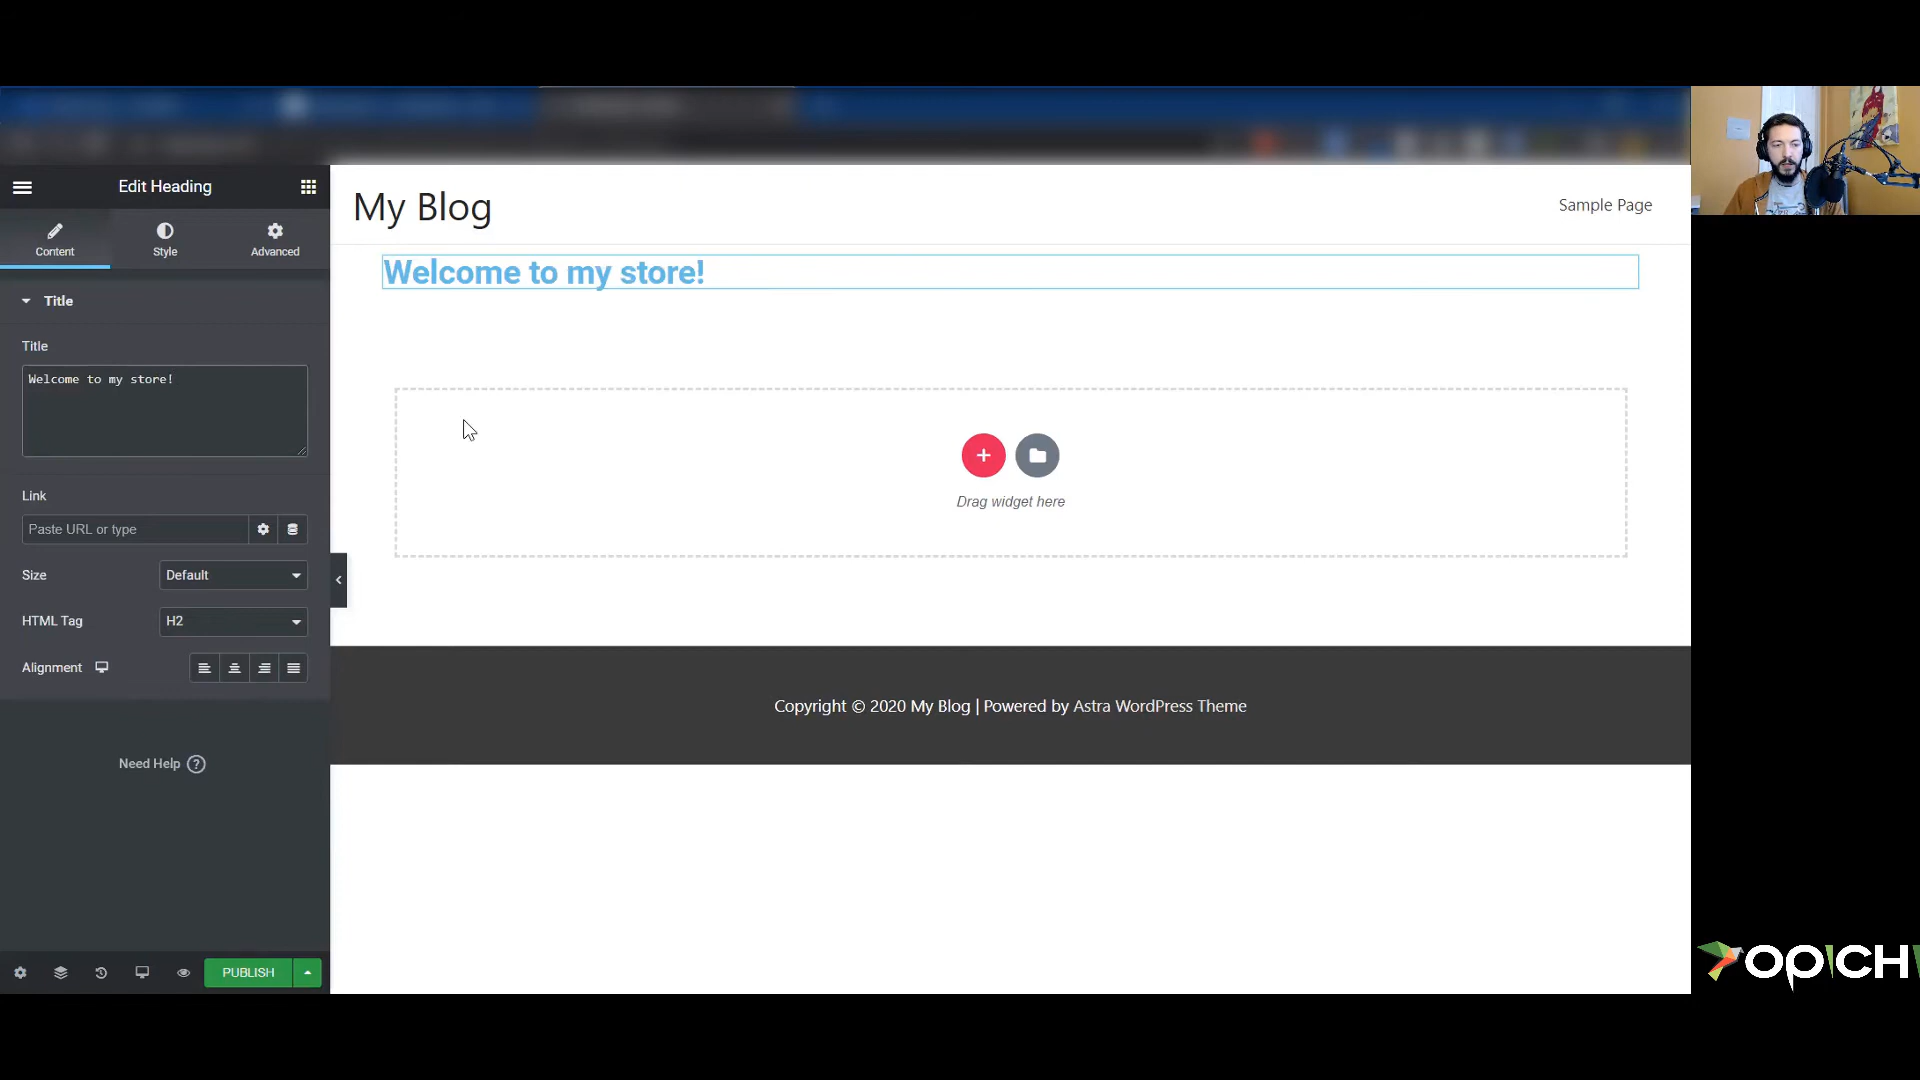 Edit Heading
Content
Style
Advanced
Title
Title
Welcome to my store!
Link
Paste URL or type
Size
Default
HTML Tag
H2
Alignment
Need Help ?
PUBLISH
My Blog
Sample Page
Welcome to my store!
Drag widget here
Copyright © 2020 My Blog | Powered by Astra WordPress Theme